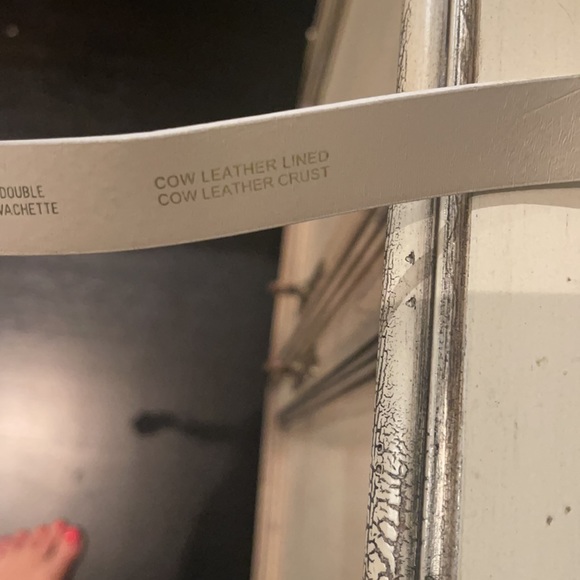 DOUBLE
VACHETTE
COW LEATHER LINED
COW LEATHER CRUST